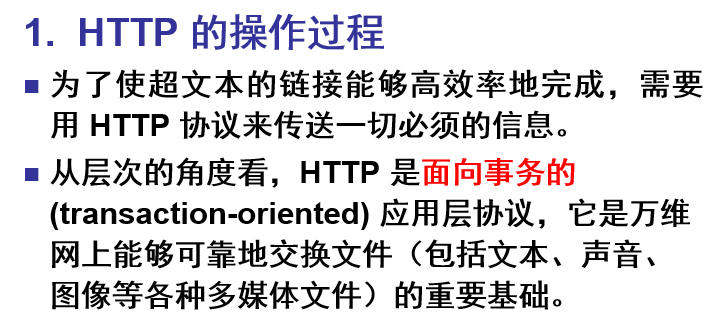 1. HTTP 的操作过程
为了使超文本的链接能够高效率地完成，需要
用 HTTP 协议来传送一切必须的信息。
从层次的角度看，HTTP 是面向事务的
(transaction-oriented) 应用层协议，它是万维
网上能够可靠地交换文件（包括文本、声音、
图像等各种多媒体文件）的重要基础。